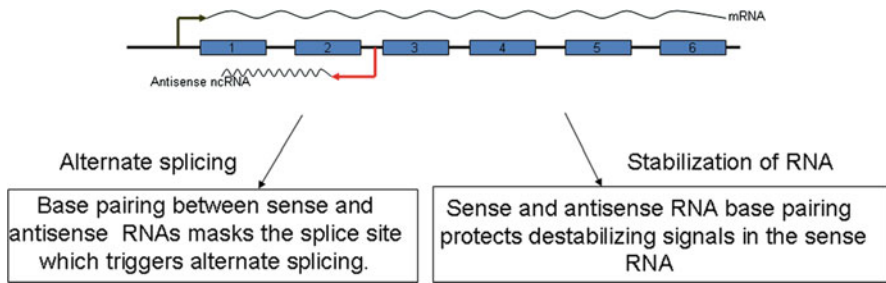 mRNA
1 2 3 4 5 6
Antisense ncRNA
Alternate splicing
Base pairing between sense and
antisense RNAs masks the splice site
which triggers alternate splicing.
Stabilization of RNA
Sense and antisense RNA base pairing
protects destabilizing signals in the sense
RNA